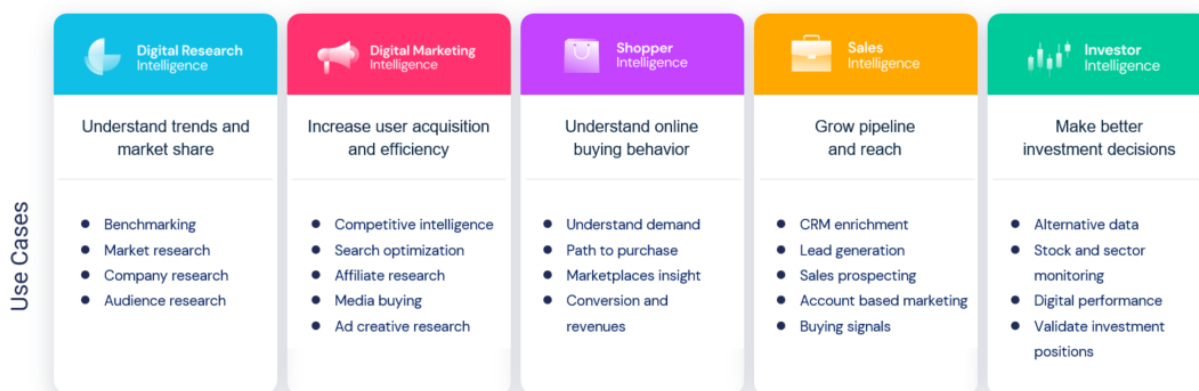 Digital Research
Intelligence
Understand trends and
market share
Benchmarking
Market research
Company research
Audience research
Digital Marketing
Intelligence
Increase user acquisition
and efficiency
Competitive intelligence
Search optimization
Affiliate research
Media buying
Ad creative research
Shopper
Intelligence
Understand online
buying behavior
Understand demand
Path to purchase
Marketplaces insight
Conversion and
revenues
Sales
Intelligence
Grow pipeline
and reach
CRM enrichment
Lead generation
Sales prospecting
Account based marketing
Buying signals
Investor
Intelligence
Make better
investment decisions
Alternative data
Stock and sector
monitoring
Digital performance
Validate investment
positions
Use Cases